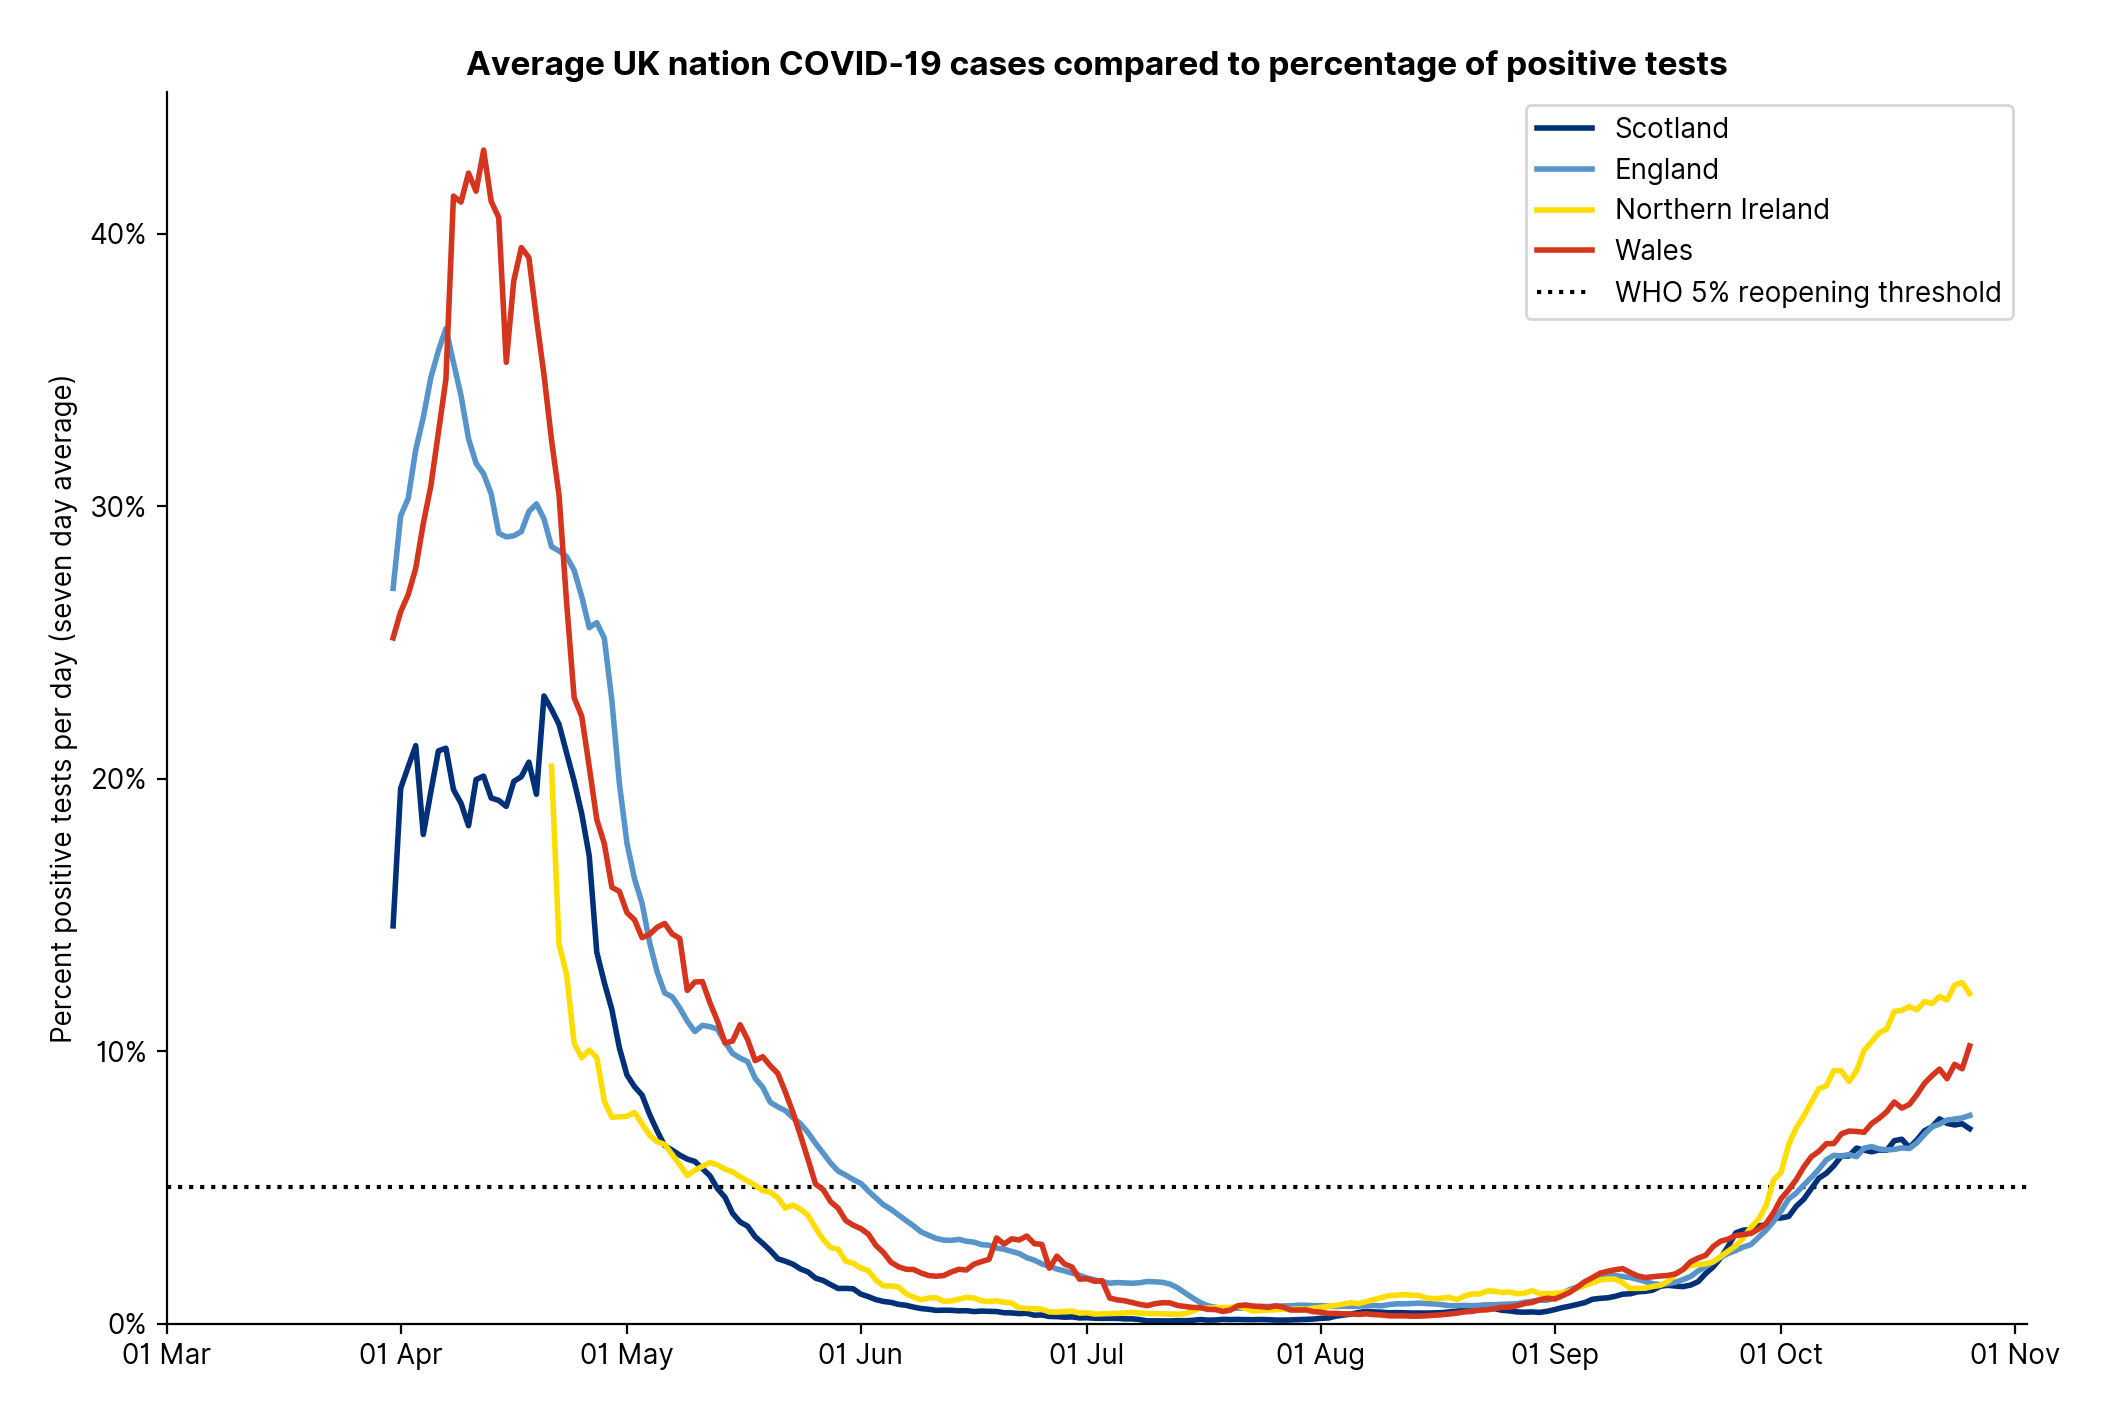 Average UK nation COVID-19 cases compared to percentage of positive tests
Scotland
England
Northern Ireland
Wales
WHO 5% reopening threshold
Percent positive tests per day (seven day average)
40%
30%
20%
10%
0%
01 Mar
01 Apr
01 May
01 Jun
01 Jul
01 Aug
01 Sep
01 Oct
01 Nov